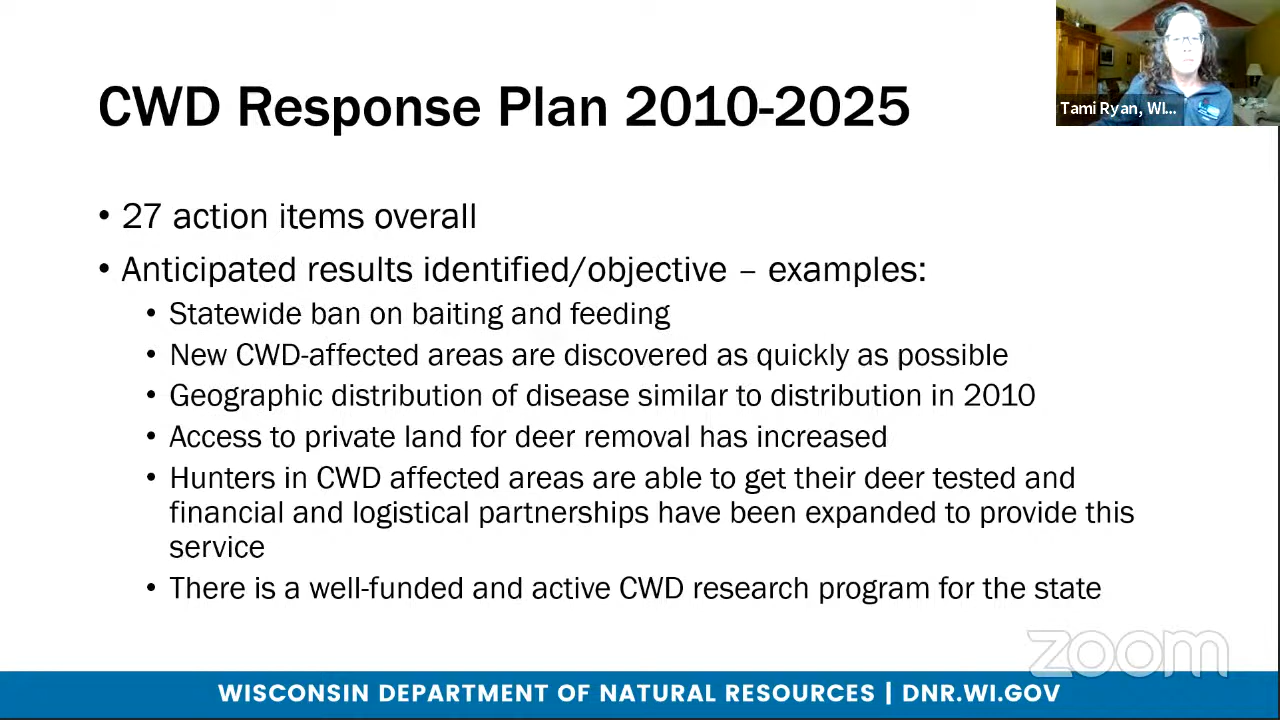 CWD Response Plan 2010-2025
Tami Ryan, WI...
• 27 action items overall
• Anticipated results identified/objective – examples:
• Statewide ban on baiting and feeding
• New CWD-affected areas are discovered as quickly as possible
• Geographic distribution of disease similar to distribution in 2010
• Access to private land for deer removal has increased
• Hunters in CWD affected areas are able to get their deer tested and
financial and logistical partnerships have been expanded to provide this
service
• There is a well-funded and active CWD research program for the state
zoom
WISCONSIN DEPARTMENT OF NATURAL RESOURCES | DNR.WI.GOV